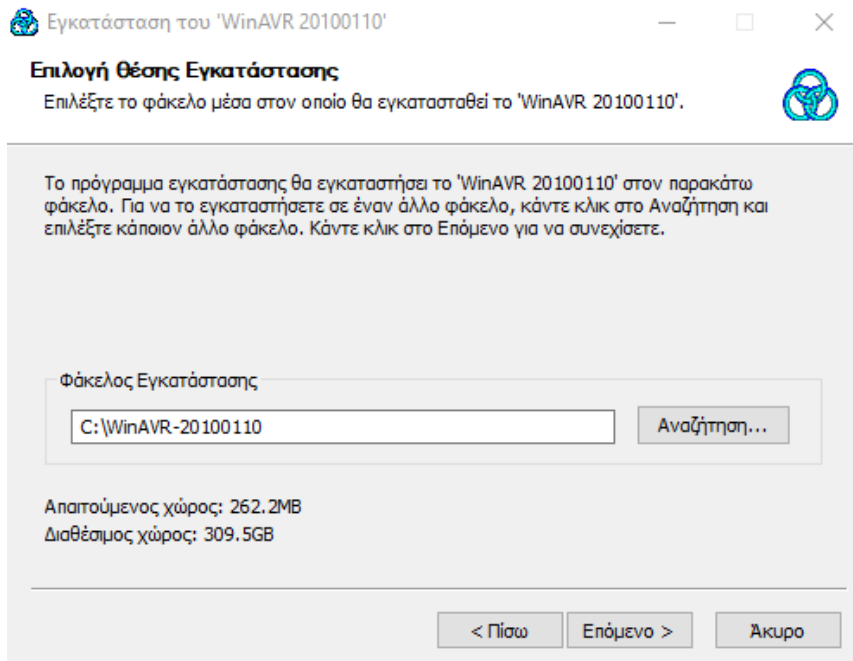 Εγκατάσταση του 'WinAVR 20100110'
Επιλογή Θέσης Εγκατάστασης
Επιλέξτε το φάκελο μέσα στον οποίο θα εγκατασταθεί το 'WinAVR 20100110'.
Το πρόγραμμα εγκατάστασης θα εγκαταστήσει το 'WinAVR 20100110' στον παρακάτω
φάκελο. Για να το εγκαταστήσετε σε έναν άλλο φάκελο, κάντε κλικ στο Αναζήτηση και
επιλέξτε κάποιον άλλο φάκελο. Κάντε κλικ στο Επόμενο για να συνεχίσετε.
Φάκελος Εγκατάστασης
C:\WinAVR-20100110
Αναζήτηση...
Απαιτούμενος χώρος: 262.2MB
Διαθέσιμος χώρος: 309.5GB
< Πίσω
Επόμενο >
Άκυρο